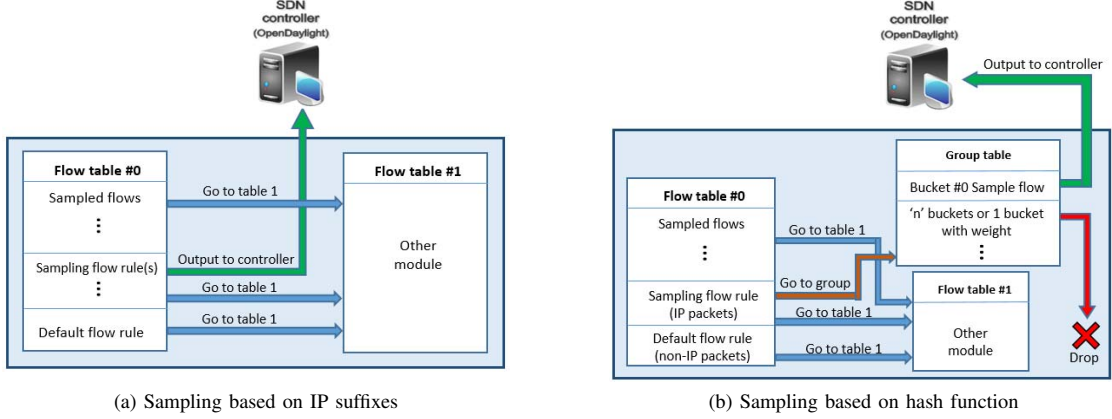 SDN
controller
(OpenDaylight)
Flow table #0
Sampled flows
Sampling flow rule(s)
Default flow rule
Go to table 1
Output to controller
Go to table 1
Go to table 1
Flow table #1
Other
module
(a) Sampling based on IP suffixes
SDN
controller
(OpenDaylight)
Output to controller
Group table
Bucket #0 Sample flow
‘n’ buckets or 1 bucket
with weight
Flow table #0
Sampled flows
Sampling flow rule
(IP packets)
Default flow rule
(non-IP packets)
Go to table 1
Go to group
Go to table 1
Go to table 1
Flow table #1
Other
module
Drop
(b) Sampling based on hash function